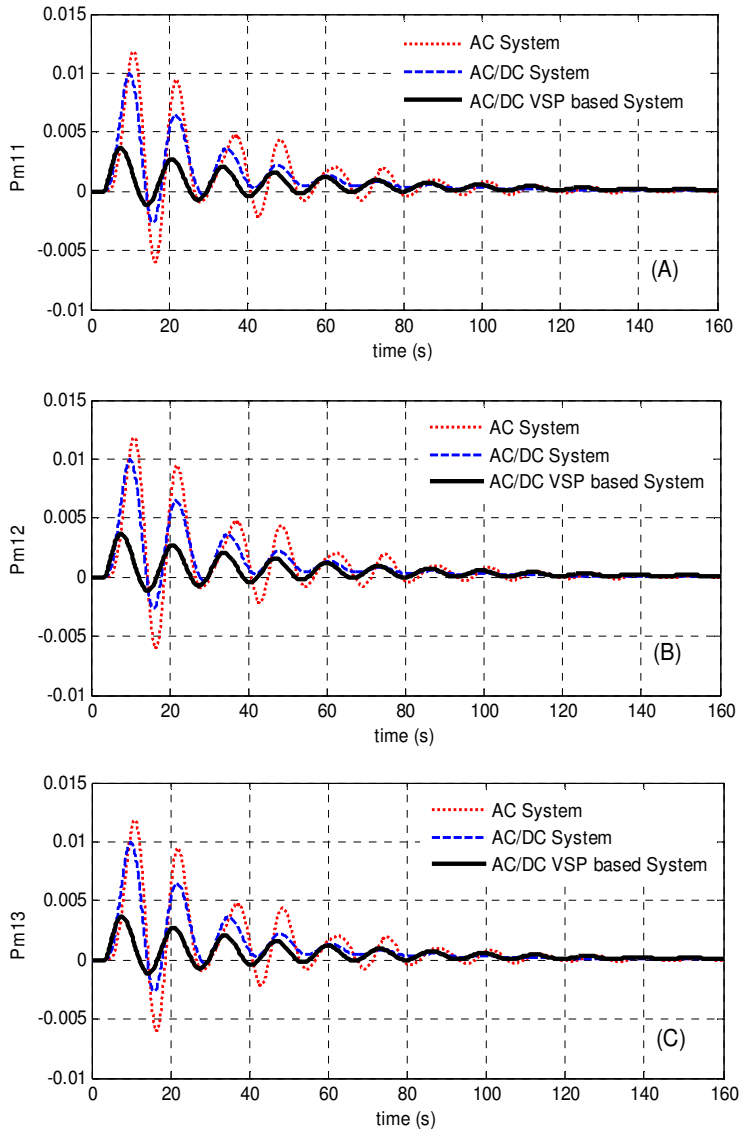 0.015
AC System
AC/DC System
AC/DC VSP based System
0.01
0.005
0
-0.005
-0.01
Pm11
(A)
0 20 40 60 80 100 120 140 160
time (s)
0.015
AC System
AC/DC System
AC/DC VSP based System
0.01
0.005
0
-0.005
-0.01
Pm12
(B)
0 20 40 60 80 100 120 140 160
time (s)
0.015
AC System
AC/DC System
AC/DC VSP based System
0.01
0.005
0
-0.005
-0.01
Pm13
(C)
0 20 40 60 80 100 120 140 160
time (s)